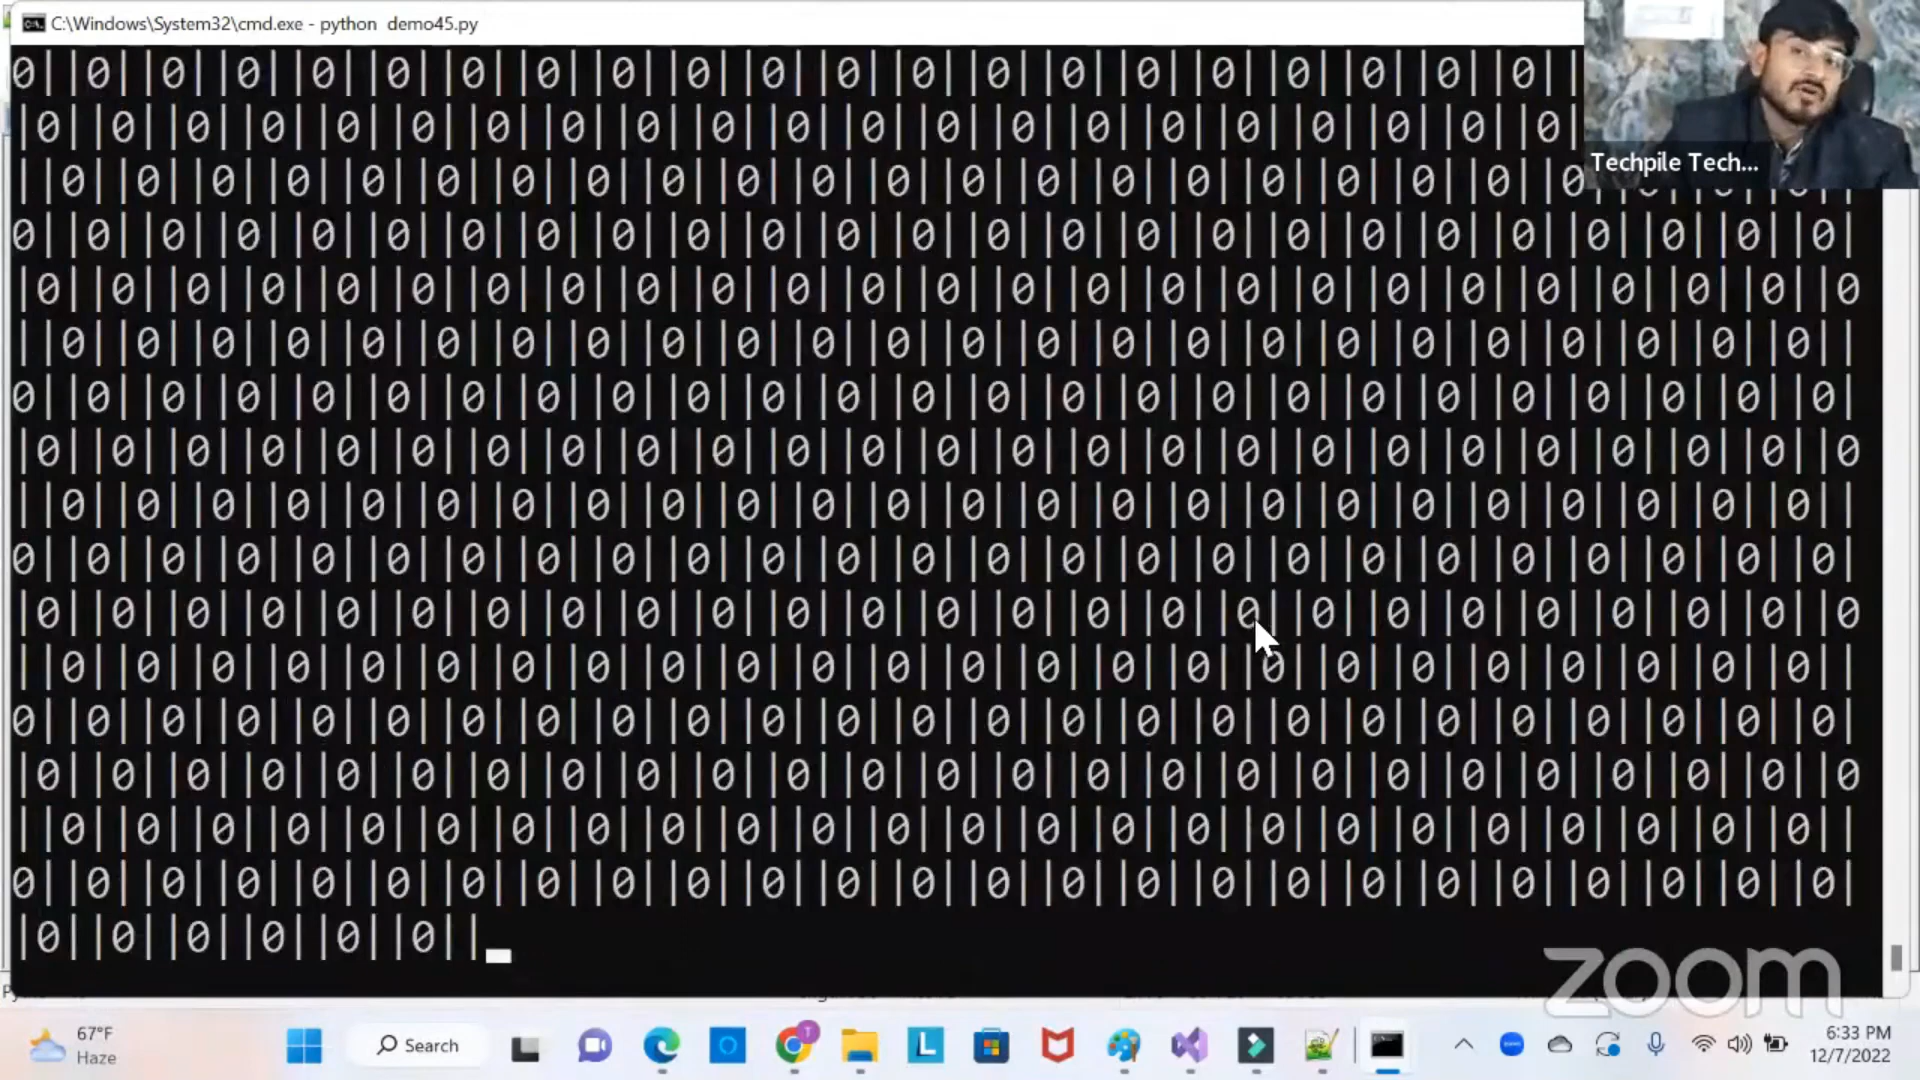 C:\Windows\System32\cmd.exe - python demo45.py
0||0||0||0||0||0||0||0||0||0||0||0||0||0||0||0||0||0||0||0||0||
|0||0||0||0||0||0||0||0||0||0||0||0||0||0||0||0||0||0||0||0||0|
||0||0||0||0||0||0||0||0||0||0||0||0||0||0||0||0||0||0||0||0||0
0||0||0||0||0||0||0||0||0||0||0||0||0||0||0||0||0||0||0||0||0||0||0||0||0|
|0||0||0||0||0||0||0||0||0||0||0||0||0||0||0||0||0||0||0||0||0||0||0||0||0
||0||0||0||0||0||0||0||0||0||0||0||0||0||0||0||0||0||0||0||0||0||0||0||0||
0||0||0||0||0||0||0||0||0||0||0||0||0||0||0||0||0||0||0||0||0||0||0||0||0|
|0||0||0||0||0||0||0||0||0||0||0||0||0||0||0||0||0||0||0||0||0||0||0||0||0
||0||0||0||0||0||0||0||0||0||0||0||0||0||0||0||0||0||0||0||0||0||0||0||0||
0||0||0||0||0||0||0||0||0||0||0||0||0||0||0||0||0||0||0||0||0||0||0||0||0|
|0||0||0||0||0||0||0||0||0||0||0||0||0||0||0||0||0||0||0||0||0||0||0||0||0
||0||0||0||0||0||0||0||0||0||0||0||0||0||0||0||0||0||0||0||0||0||0||0||0||
0||0||0||0||0||0||0||0||0||0||0||0||0||0||0||0||0||0||0||0||0||0||0||0||0|
|0||0||0||0||0||0||0||0||0||0||0||0||0||0||0||0||0||0||0||0||0||0||0||0||0
||0||0||0||0||0||0||0||0||0||0||0||0||0||0||0||0||0||0||0||0||0||0||0||0||
0||0||0||0||0||0||0||0||0||0||0||0||0||0||0||0||0||0||0||0||0||0||0||0||0|
|0||0||0||0||0||0||
Techpile Tech...
zoom
67°F
Haze
Search
6:33 PM
12/7/2022